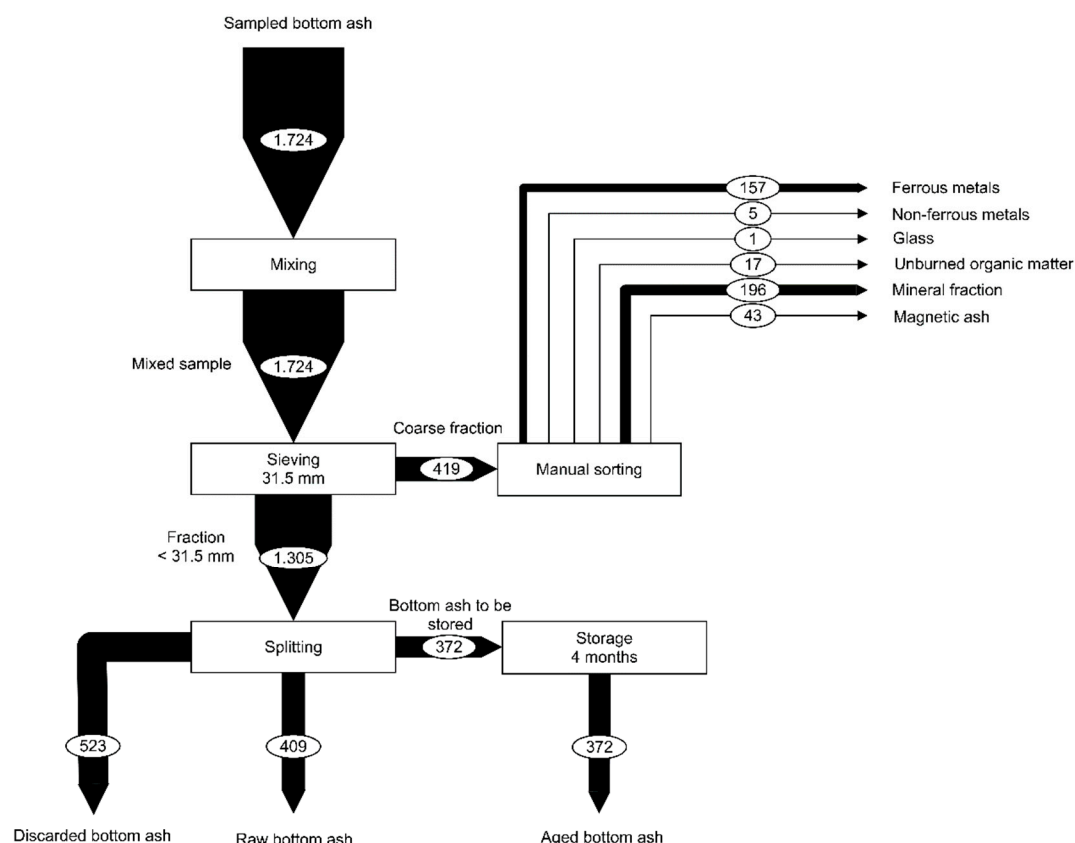 Sampled bottom ash
1.724
Mixing
Mixed sample
1.724
Sieving
31.5 mm
Coarse fraction
419
Manual sorting
157
Ferrous metals
5
Non-ferrous metals
1
Glass
17
Unburned organic matter
196
Mineral fraction
43
Magnetic ash
Fraction
< 31.5 mm
1.305
Splitting
Bottom ash to be
stored
372
Storage
4 months
523
409
372
Discarded bottom ash
Raw bottom ash
Aged bottom ash